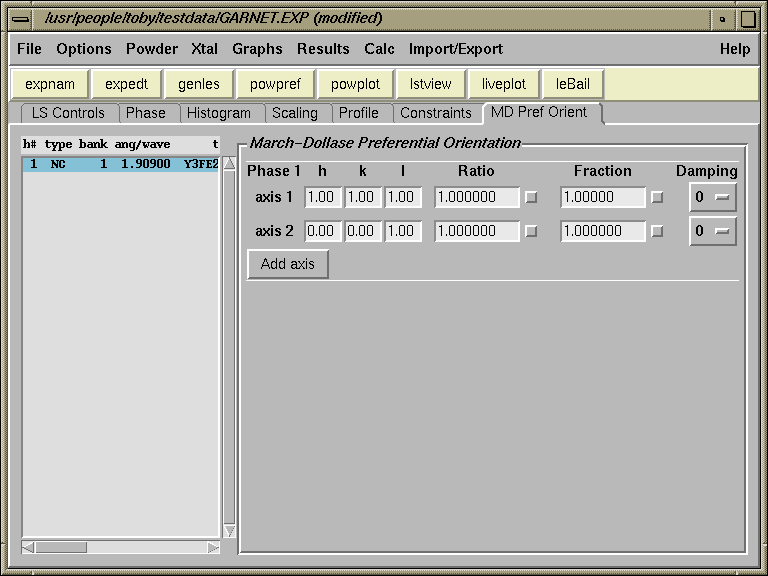 /usr/people/toby/testdata/GARNET.EXP (modified)
File Options Powder Xtal Graphs Results Calc Import/Export Help
expnam expedt genles powpref powplot lstview liveplot leBail
LS Controls Phase Histogram Scaling Profile Constraints MD Pref Orient
h# type bank ang/wave t
1 NC 1 1.90900 Y3FE2
March-Dollase Preferential Orientation
Phase 1 h k l Ratio Fraction Damping
axis 1 1.00 1.00 1.00 1.000000 1.00000 0
axis 2 0.00 0.00 1.00 1.000000 1.000000 0
Add axis